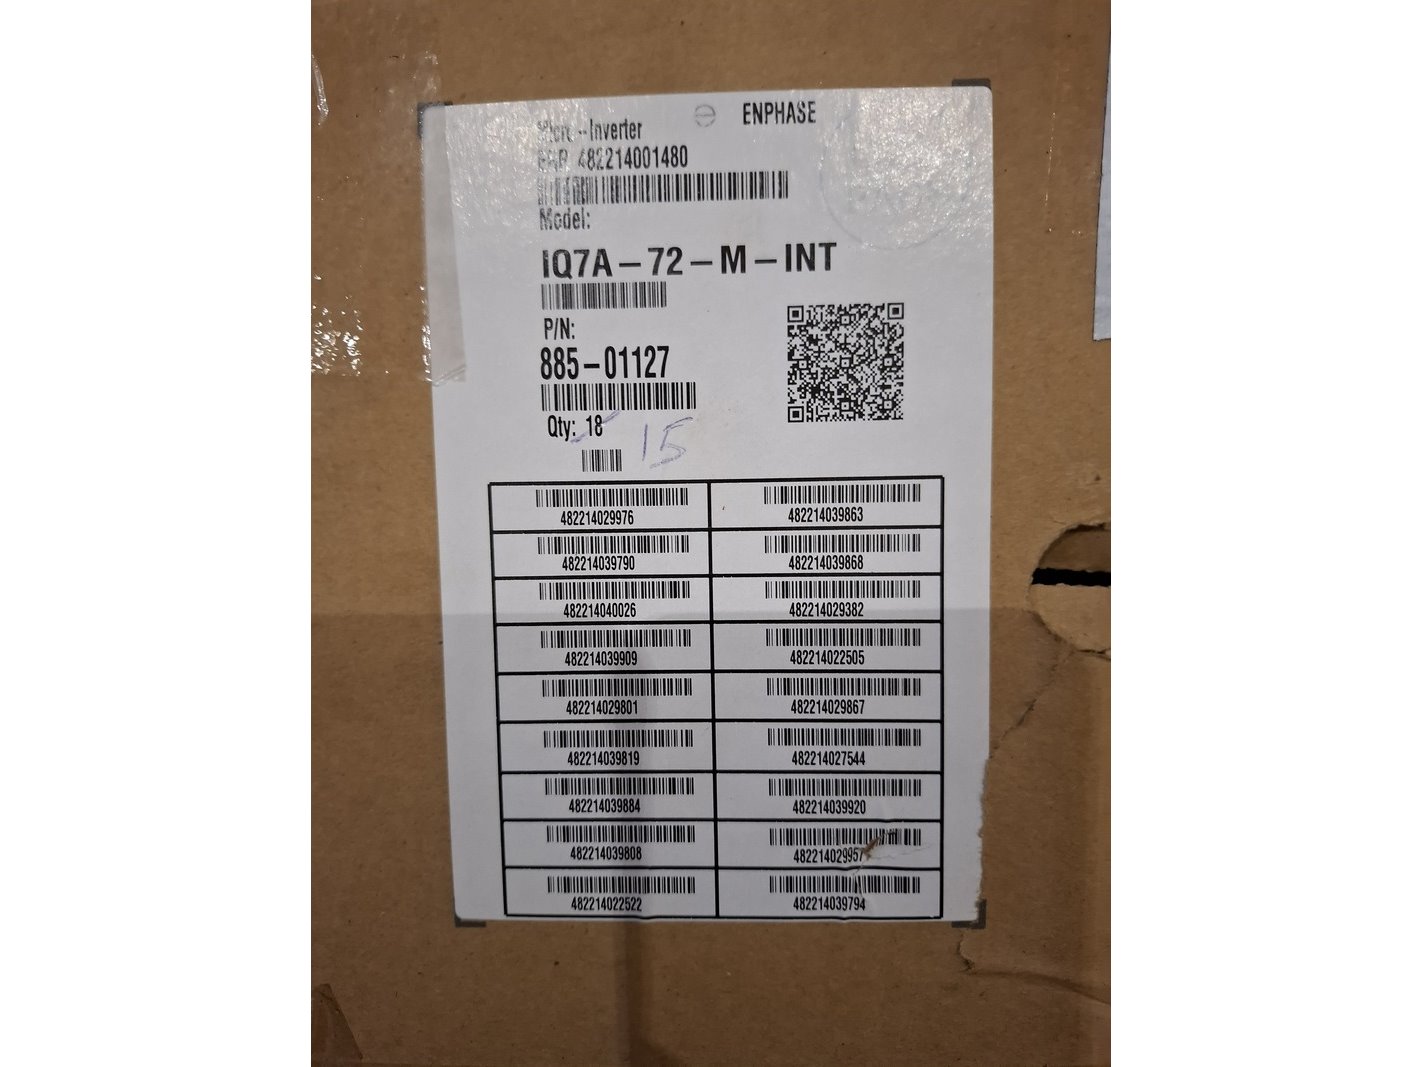 ENPHASE
Micro-Inverter
482214001480
Model:
IQ7A-72-M-INT
P/N:
885-01127
Qty: 18
15
482214029976 482214039863
482214039790 482214039868
482214040026 482214029382
482214039909 482214022505
482214029801 482214029867
482214039819 482214027544
482214039884 482214039920
482214039808 482214029957
482214022522 482214039794